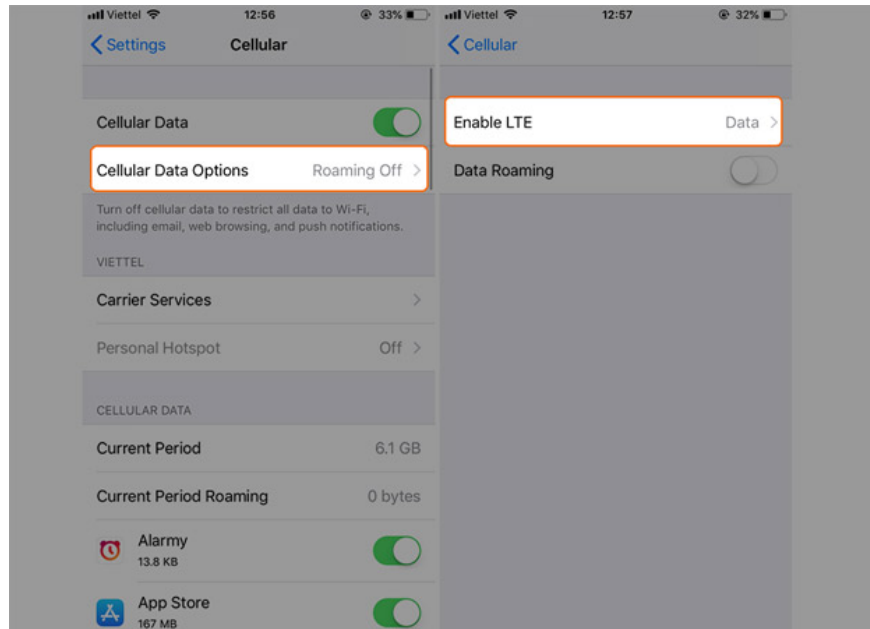 Viettel 12:56 33%
Settings Cellular
Cellular Data
Cellular Data Options Roaming Off
Turn off cellular data to restrict all data to Wi-Fi,
including email, web browsing, and push notifications.
VIETTEL
Carrier Services
Personal Hotspot Off
CELLULAR DATA
Current Period 6.1 GB
Current Period Roaming 0 bytes
Alarmy
13.8 KB
App Store
167 MB
Viettel 12:57 32%
Cellular
Enable LTE Data
Data Roaming